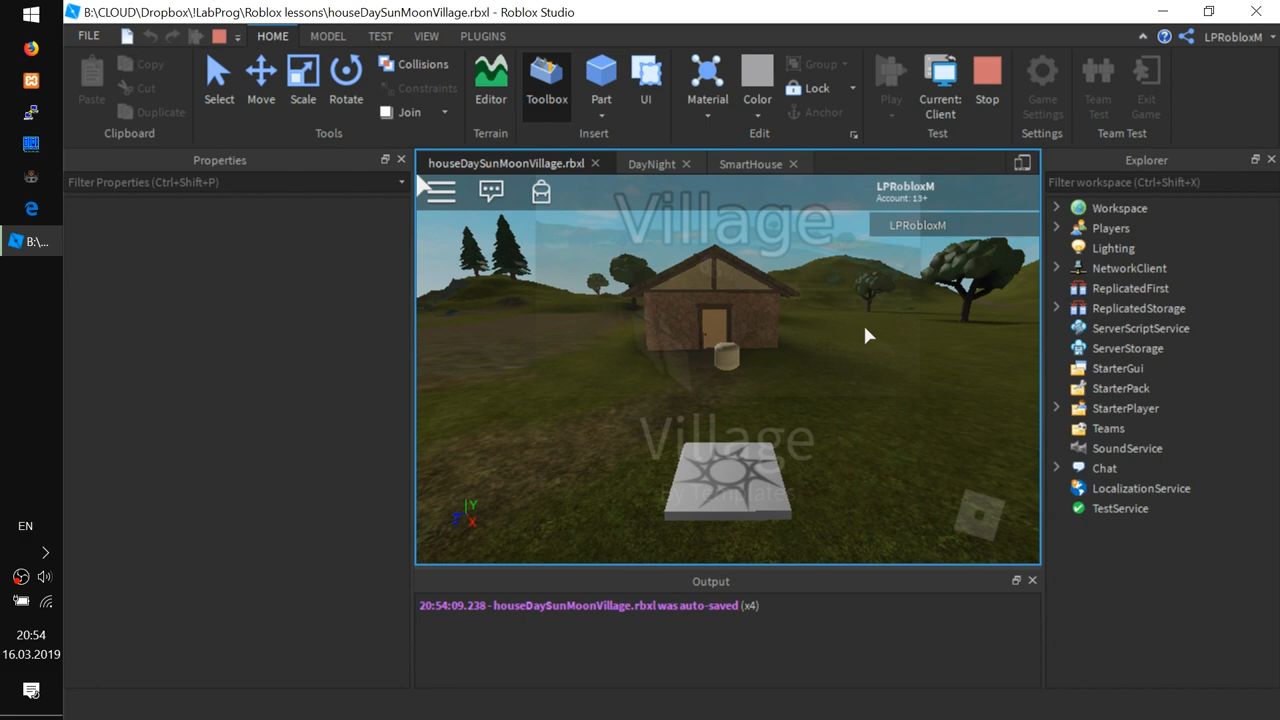 B:\CLOUD\Dropbox\!LabProg\Roblox lessons\houseDaySunMoonVillage.rbxl - Roblox Studio
FILE HOME MODEL TEST VIEW PLUGINS LPRobloxM
Paste Copy Cut Duplicate Clipboard
Select Move Scale Rotate Collisions Constraints Join Tools
Editor Terrain
Toolbox Part UI Insert
Material Color Group Lock Anchor Edit
Play Current: Client Stop Test
Game Settings Settings
Team Test Exit Game Team Test
Properties
Filter Properties (Ctrl+Shift+P)
houseDaySunMoonVillage.rbxl DayNight SmartHouse
LPRobloxM
Account: 13+
LPRobloxM
Village
Village
By Templates
Y
Z X
Output
20:54:09.238 - houseDaySunMoonVillage.rbxl was auto-saved (x4)
Explorer
Filter workspace (Ctrl+Shift+X)
Workspace
Players
Lighting
NetworkClient
ReplicatedFirst
ReplicatedStorage
ServerScriptService
ServerStorage
StarterGui
StarterPack
StarterPlayer
Teams
SoundService
Chat
LocalizationService
TestService
B:\...
EN
20:54
16.03.2019